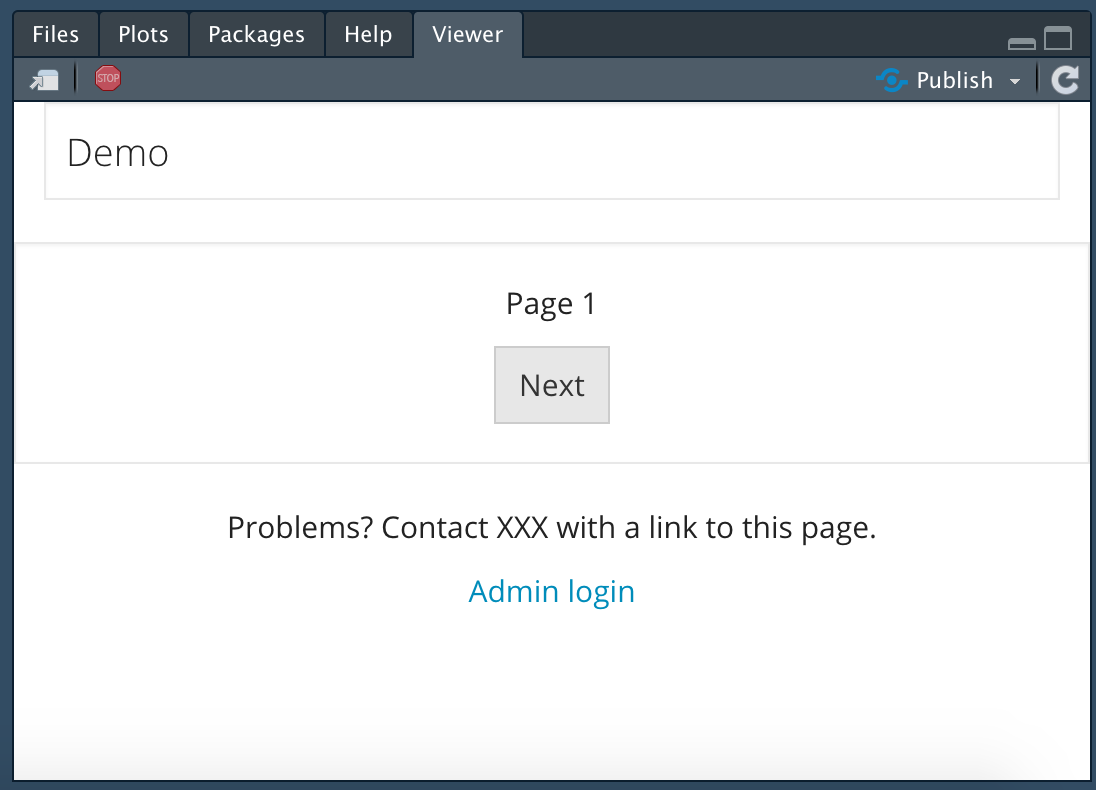 Files Plots Packages Help Viewer
STOP Publish
Demo
Page 1
Next
Problems? Contact XXX with a link to this page.
Admin login